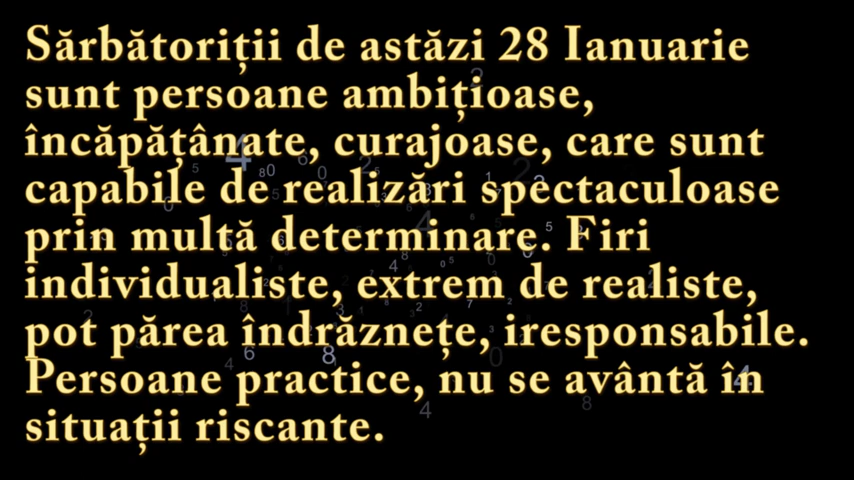 Sărbătoriții de astăzi 28 Ianuarie
sunt persoane ambițioase,
încăpățânate, curajoase, care sunt
capabile de realizări spectaculoase
prin multă determinare. Firi
individualiste, extrem de realiste,
pot părea îndrăznețe, iresponsabile.
Persoane practice, nu se avântă în
situații riscante.